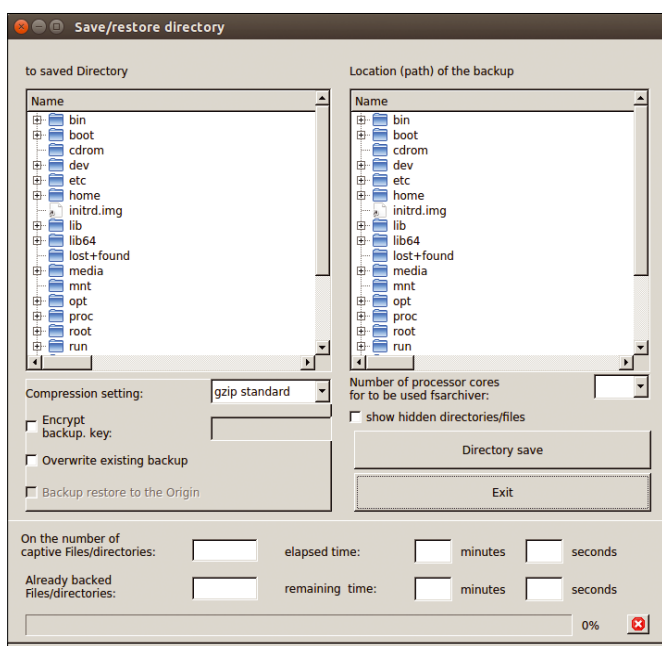 Save/restore directory
to saved Directory
Location (path) of the backup
Name
bin
boot
cdrom
dev
etc
home
initrd.img
lib
lib64
lost+found
media
mnt
opt
proc
root
run
Name
bin
boot
cdrom
dev
etc
home
initrd.img
lib
lib64
lost+found
media
mnt
opt
proc
root
run
Compression setting:
gzip standard
Encrypt
backup. key:
Overwrite existing backup
Backup restore to the Origin
Number of processor cores
for to be used fsarchiver:
show hidden directories/files
Directory save
Exit
On the number of
captive Files/directories:
elapsed time:
minutes
seconds
Already backed
Files/directories:
remaining time:
minutes
seconds
0%